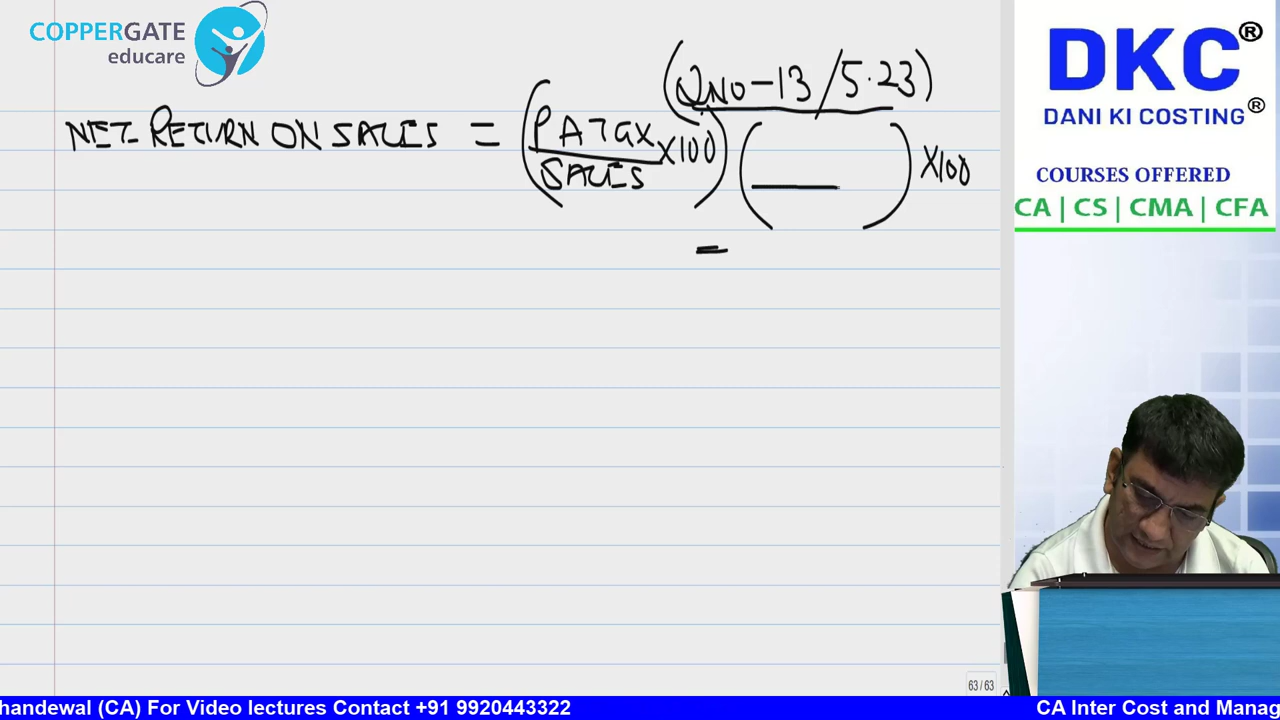 COPPERGATE
educare
(QNO-13/5.23)
NET RETURN ON SALES = (PATax/SALES X100) (—) X100
=
DKC®
DANI KI COSTING®
COURSES OFFERED
CA | CS | CMA | CFA
63/63
handewal (CA) For Video lectures Contact +91 9920443322
CA Inter Cost and Manag